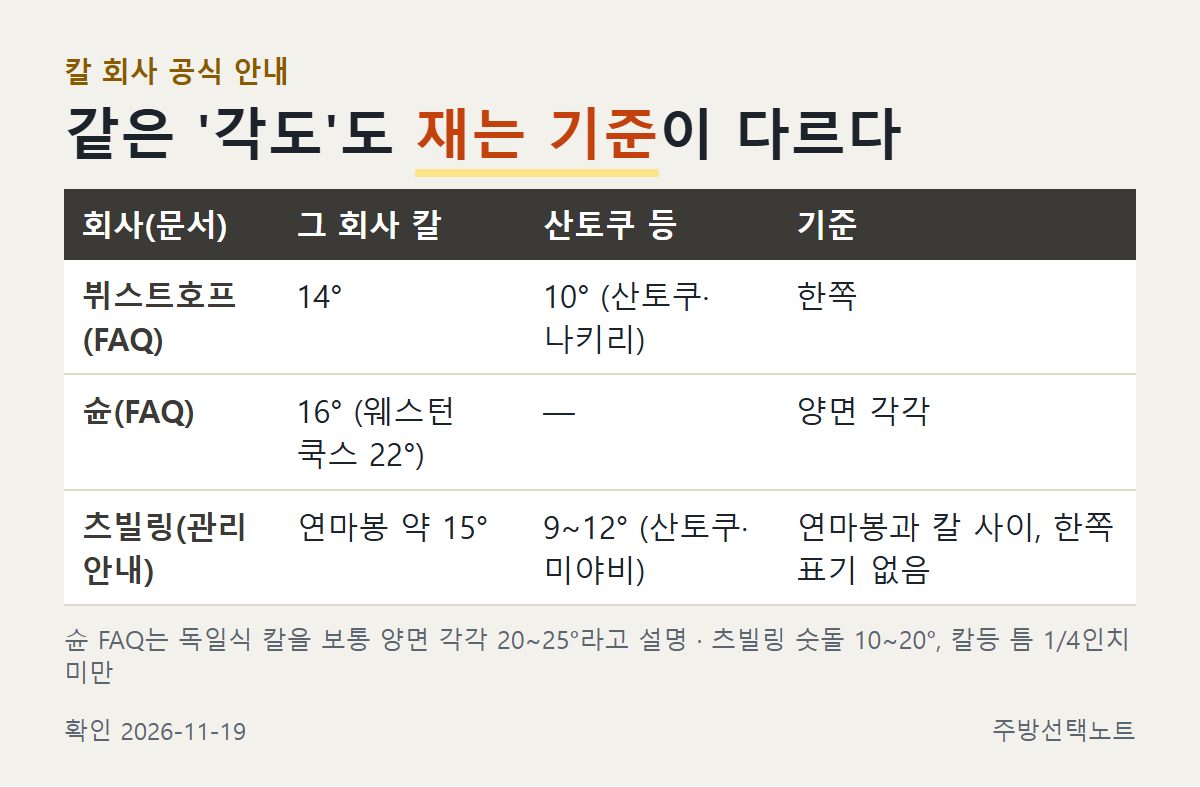 칼 회사 공식 안내
같은 '각도'도 재는 기준이 다르다
회사(문서) 그 회사 칼 산토쿠 등 기준
뷔스트호프 14° 10° (산토쿠· 한쪽
(FAQ) 나키리)
슌(FAQ) 16° (웨스턴 — 양면 각각
쿡스 22°)
츠빌링(관리 연마봉 약 15° 9~12° (산토쿠· 연마봉과 칼 사이, 한쪽
안내) 미야비) 표기 없음
슌 FAQ는 독일식 칼을 보통 양면 각각 20~25°라고 설명 · 츠빌링 숫돌 10~20°, 칼등 틈 1/4인치
미만
확인 2026-11-19 주방선택노트